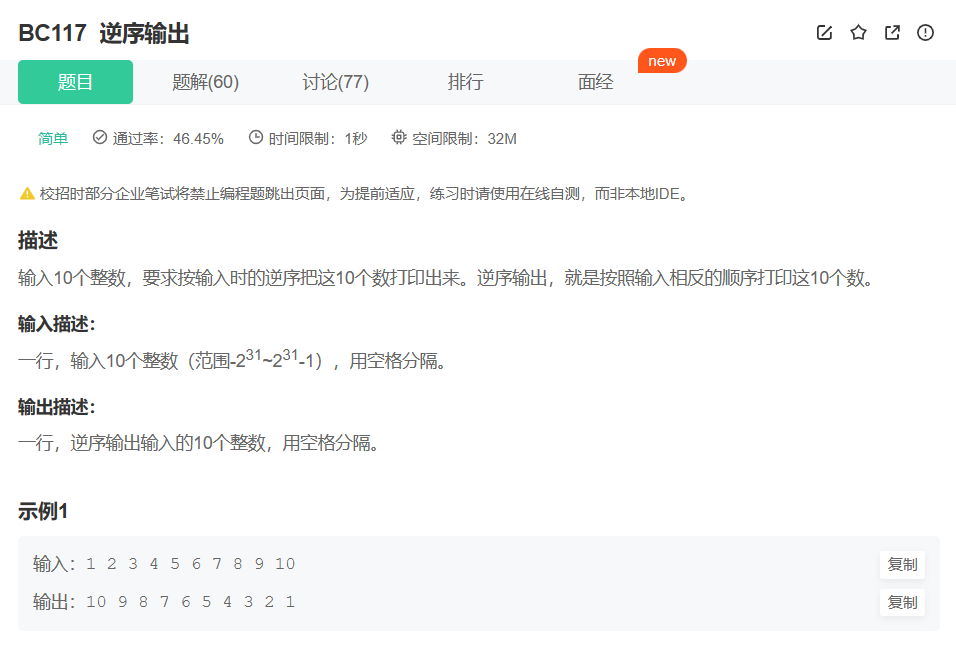 BC117 逆序输出
题目 题解(60) 讨论(77) 排行 面经 new
简单 通过率：46.45% 时间限制：1秒 空间限制：32M
校招时部分企业笔试将禁止编程题跳出页面，为提前适应，练习时请使用在线自测，而非本地IDE。
描述
输入10个整数，要求按输入时的逆序把这10个数打印出来。逆序输出，就是按照输入相反的顺序打印这10个数。
输入描述：
一行，输入10个整数（范围-2^31~2^31-1），用空格分隔。
输出描述：
一行，逆序输出输入的10个整数，用空格分隔。
示例1
输入：1 2 3 4 5 6 7 8 9 10 复制
输出：10 9 8 7 6 5 4 3 2 1 复制